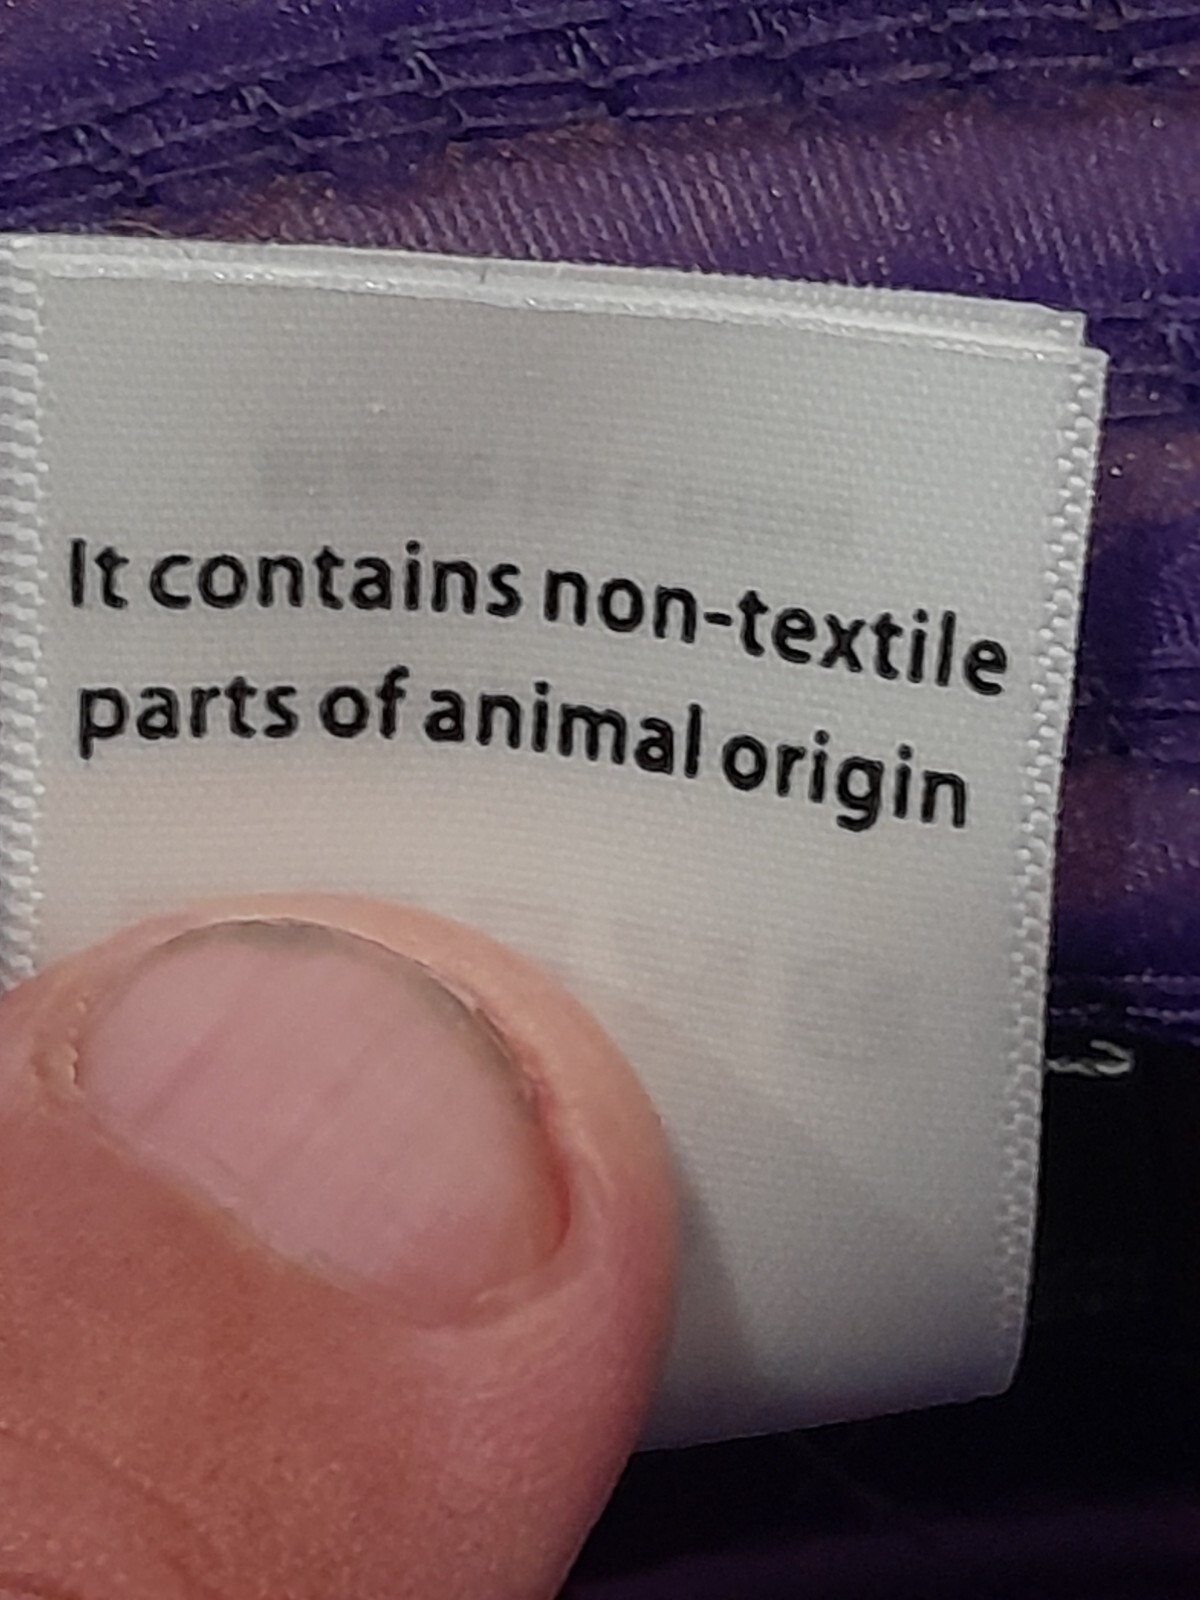 It contains non-textile
parts of animal origin